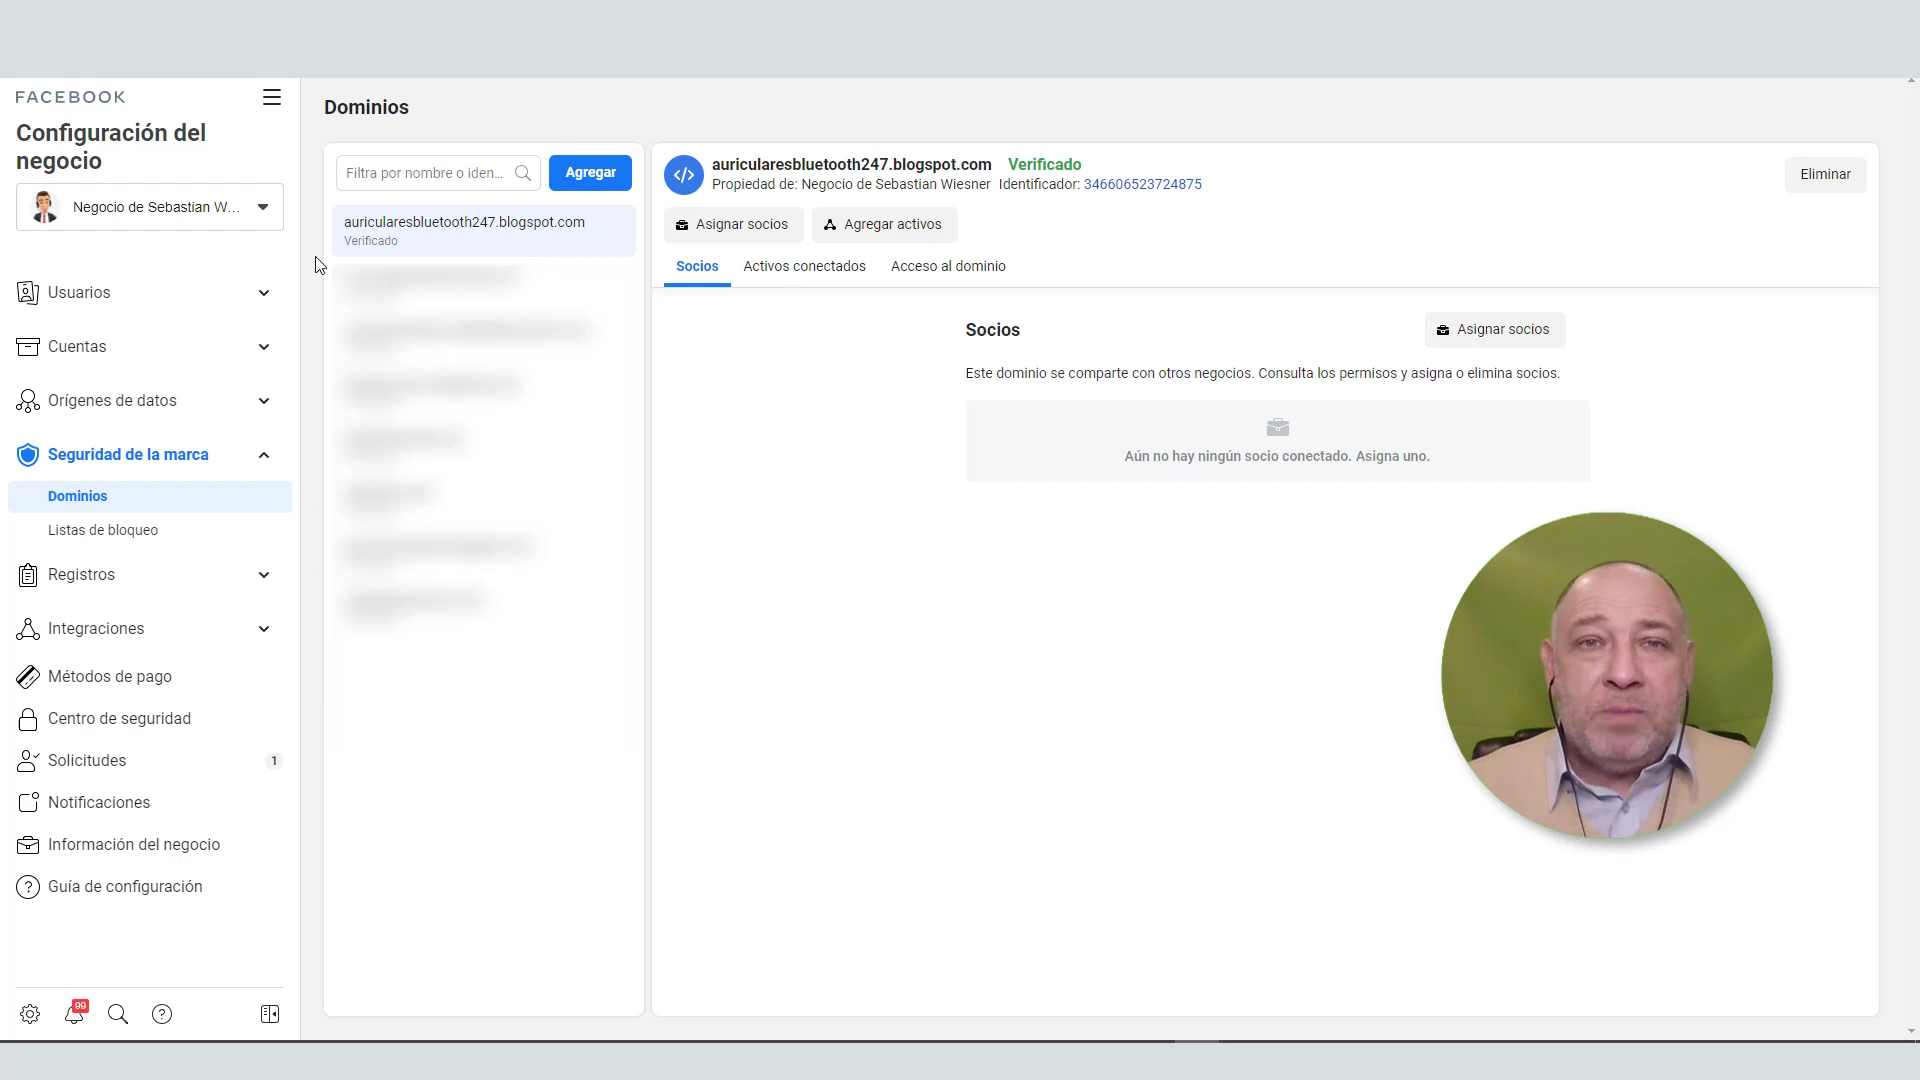 FACEBOOK
Configuración del
negocio
Negocio de Sebastian W...
Usuarios
Cuentas
Orígenes de datos
Seguridad de la marca
Dominios
Listas de bloqueo
Registros
Integraciones
Métodos de pago
Centro de seguridad
Solicitudes 1
Notificaciones
Información del negocio
Guía de configuración
99
Dominios
Filtra por nombre o iden...
Agregar
auricularesbluetooth247.blogspot.com
Verificado
auricularesbluetooth247.blogspot.com Verificado
Propiedad de: Negocio de Sebastian Wiesner Identificador: 346606523724875
Eliminar
Asignar socios Agregar activos
Socios Activos conectados Acceso al dominio
Socios
Asignar socios
Este dominio se comparte con otros negocios. Consulta los permisos y asigna o elimina socios.
Aún no hay ningún socio conectado. Asigna uno.